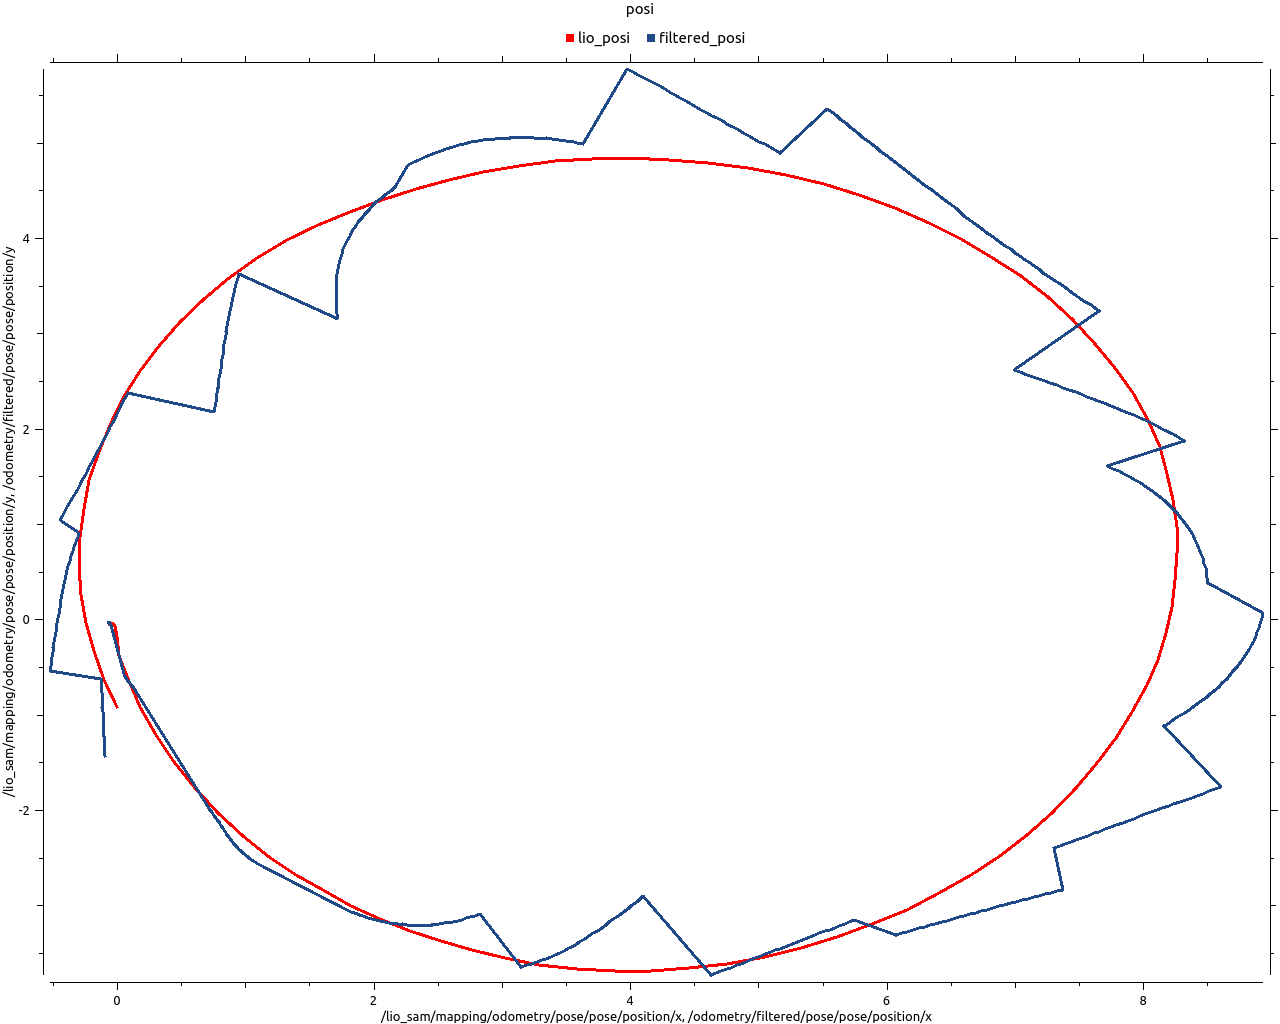 posi
lio_posi filtered_posi
4
2
0
-2
/lio_sam/mapping/odometry/pose/pose/position/y, /odometry/filtered/pose/pose/position/y
0 2 4 6 8
/lio_sam/mapping/odometry/pose/pose/position/x, /odometry/filtered/pose/pose/position/x